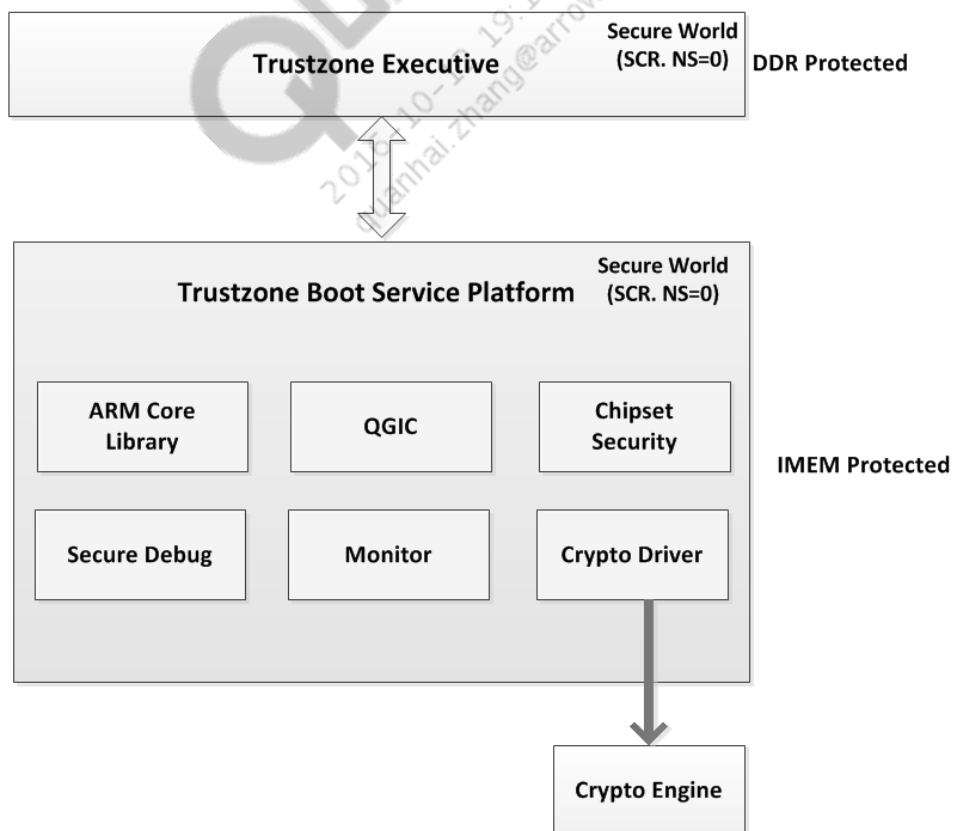 Secure World
Trustzone Executive
(SCR. NS=0)
DDR Protected
Secure World
Trustzone Boot Service Platform
(SCR. NS=0)
ARM Core
Library
QGIC
Chipset
Security
IMEM Protected
Secure Debug
Monitor
Crypto Driver
Crypto Engine